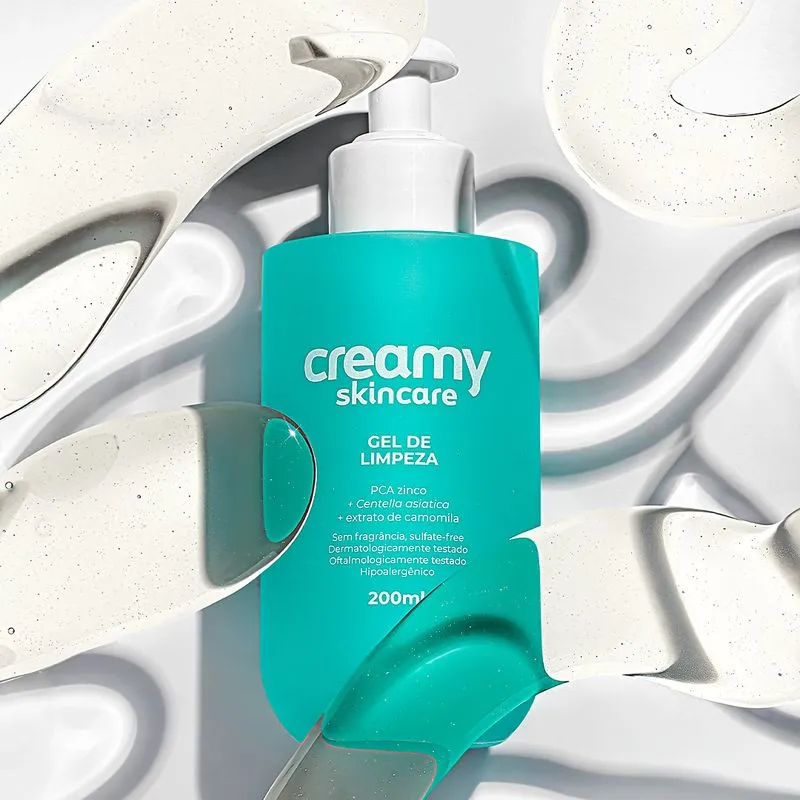 creamy
skincare
GEL DE
LIMPEZA
PCA zinco
+ Centella asiatica
+ extrato de camomila
Sem fragrância, sulfate-free
Dermatologicamente testado
Oftalmologicamente testado
Hipoalergênico
200ml